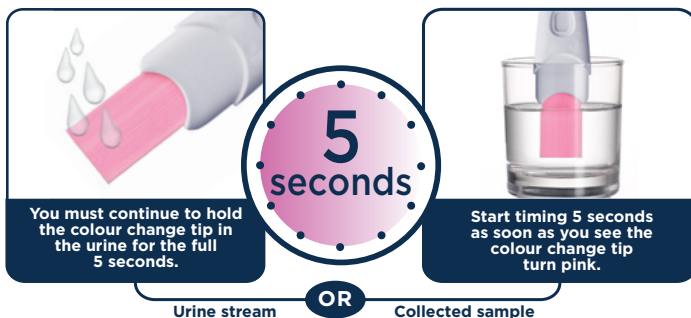 5
seconds
You must continue to hold
the colour change tip in
the urine for the full
5 seconds.
Start timing 5 seconds
as soon as you see the
colour change tip
turn pink.
OR
Urine stream
Collected sample